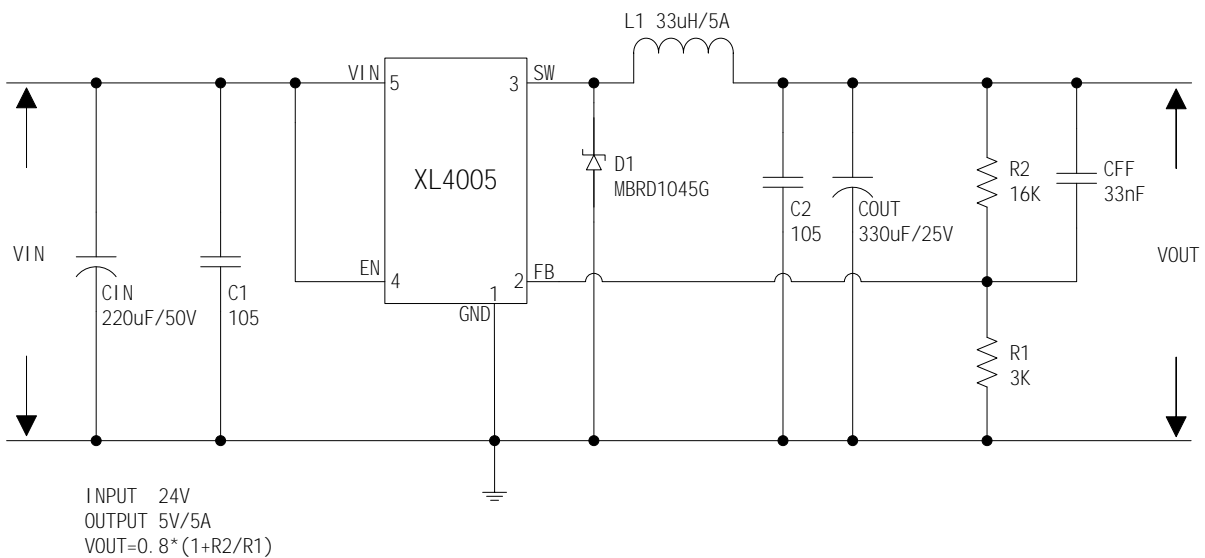 L1 33uH/5A
VIN
5
3
SW
XL4005
D1
MBRD1045G
R2
16K
CFF
33nF
C2
105
COUT
330uF/25V
VIN
VOUT
EN
4
2
FB
1
GND
CIN
220uF/50V
C1
105
R1
3K
INPUT 24V
OUTPUT 5V/5A
VOUT=0.8*(1+R2/R1)